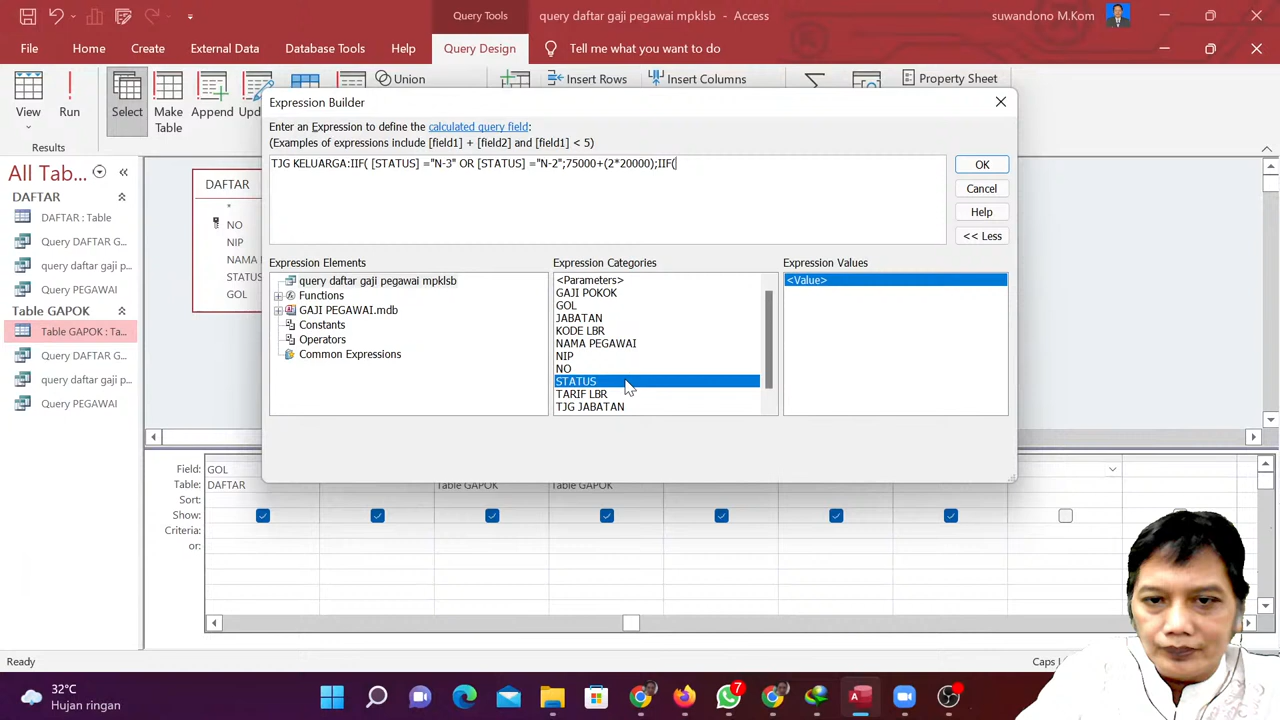 Query Tools
query daftar gaji pegawai mpklsb - Access
suwandono M.Kom
File Home Create External Data Database Tools Help Query Design Tell me what you want to do
View
Run
Results
Select
Make Table
Append
Union
Insert Rows
Insert Columns
Property Sheet
All Tab...
DAFTAR
DAFTAR : Table
Query DAFTAR G...
query daftar gaji p...
Query PEGAWAI
Table GAPOK
Table GAPOK : Ta...
Query DAFTAR G...
query daftar gaji p...
Query PEGAWAI
DAFTAR
*
NO
NIP
NAMA
STATUS
GOL
Expression Builder
Enter an Expression to define the calculated query field:
(Examples of expressions include [field1] + [field2] and [field1] < 5)
TJG KELUARGA:IIF( [STATUS] ="N-3" OR [STATUS] ="N-2";75000+(2*20000);IIF(
OK
Cancel
Help
<< Less
Expression Elements
query daftar gaji pegawai mpklsb
Functions
GAJI PEGAWAI.mdb
Constants
Operators
Common Expressions
Expression Categories
<Parameters>
GAJI POKOK
GOL
JABATAN
KODE LBR
NAMA PEGAWAI
NIP
NO
STATUS
TARIF LBR
TJG JABATAN
Expression Values
<Value>
Field: GOL
Table: DAFTAR Table GAPOK Table GAPOK
Sort:
Show:
Criteria:
or:
Ready
Caps L
32°C
Hujan ringan
7